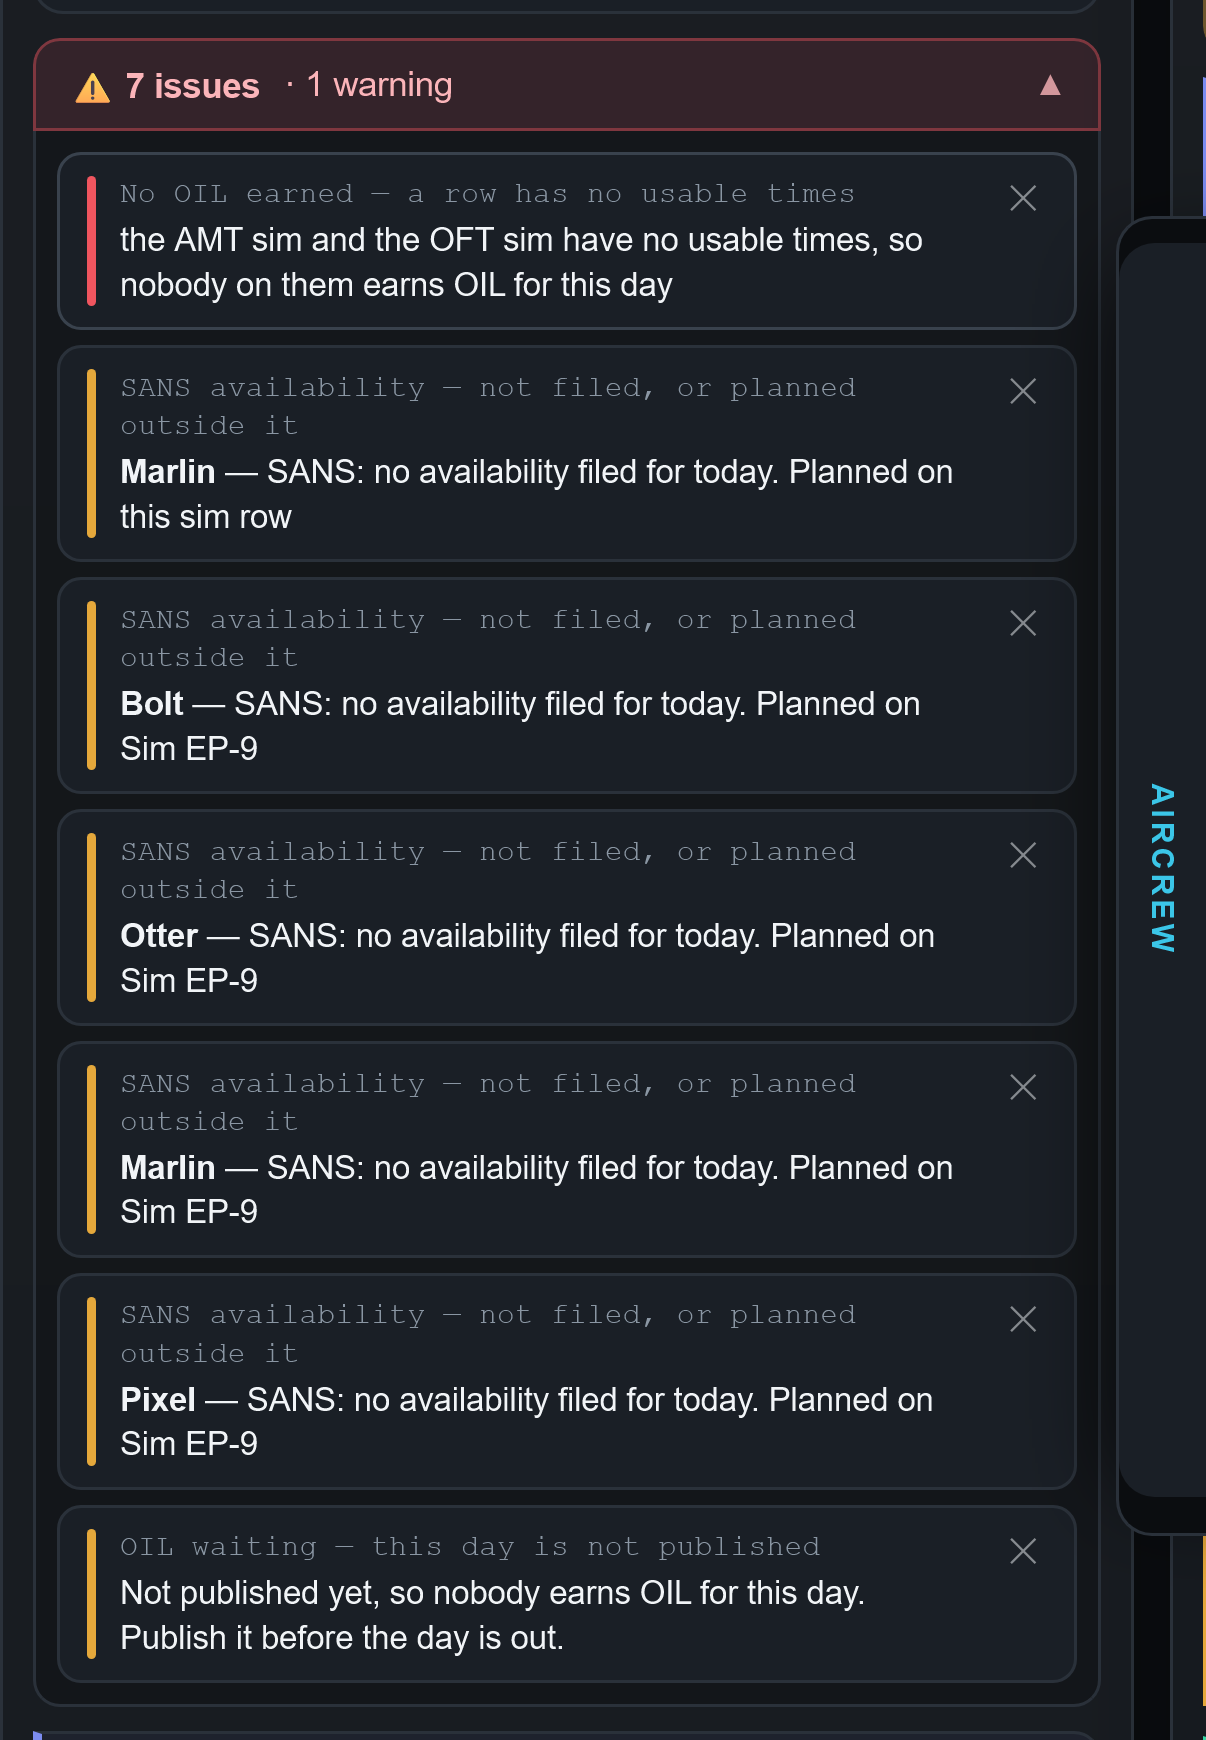 ⚠️ 7 issues · 1 warning ▲
No OIL earned — a row has no usable times
the AMT sim and the OFT sim have no usable times, so
nobody on them earns OIL for this day
SANS availability — not filed, or planned
outside it
Marlin — SANS: no availability filed for today. Planned on
this sim row
SANS availability — not filed, or planned
outside it
Bolt — SANS: no availability filed for today. Planned on
Sim EP-9
SANS availability — not filed, or planned
outside it
Otter — SANS: no availability filed for today. Planned on
Sim EP-9
SANS availability — not filed, or planned
outside it
Marlin — SANS: no availability filed for today. Planned on
Sim EP-9
SANS availability — not filed, or planned
outside it
Pixel — SANS: no availability filed for today. Planned on
Sim EP-9
OIL waiting — this day is not published
Not published yet, so nobody earns OIL for this day.
Publish it before the day is out.
AIRCREW